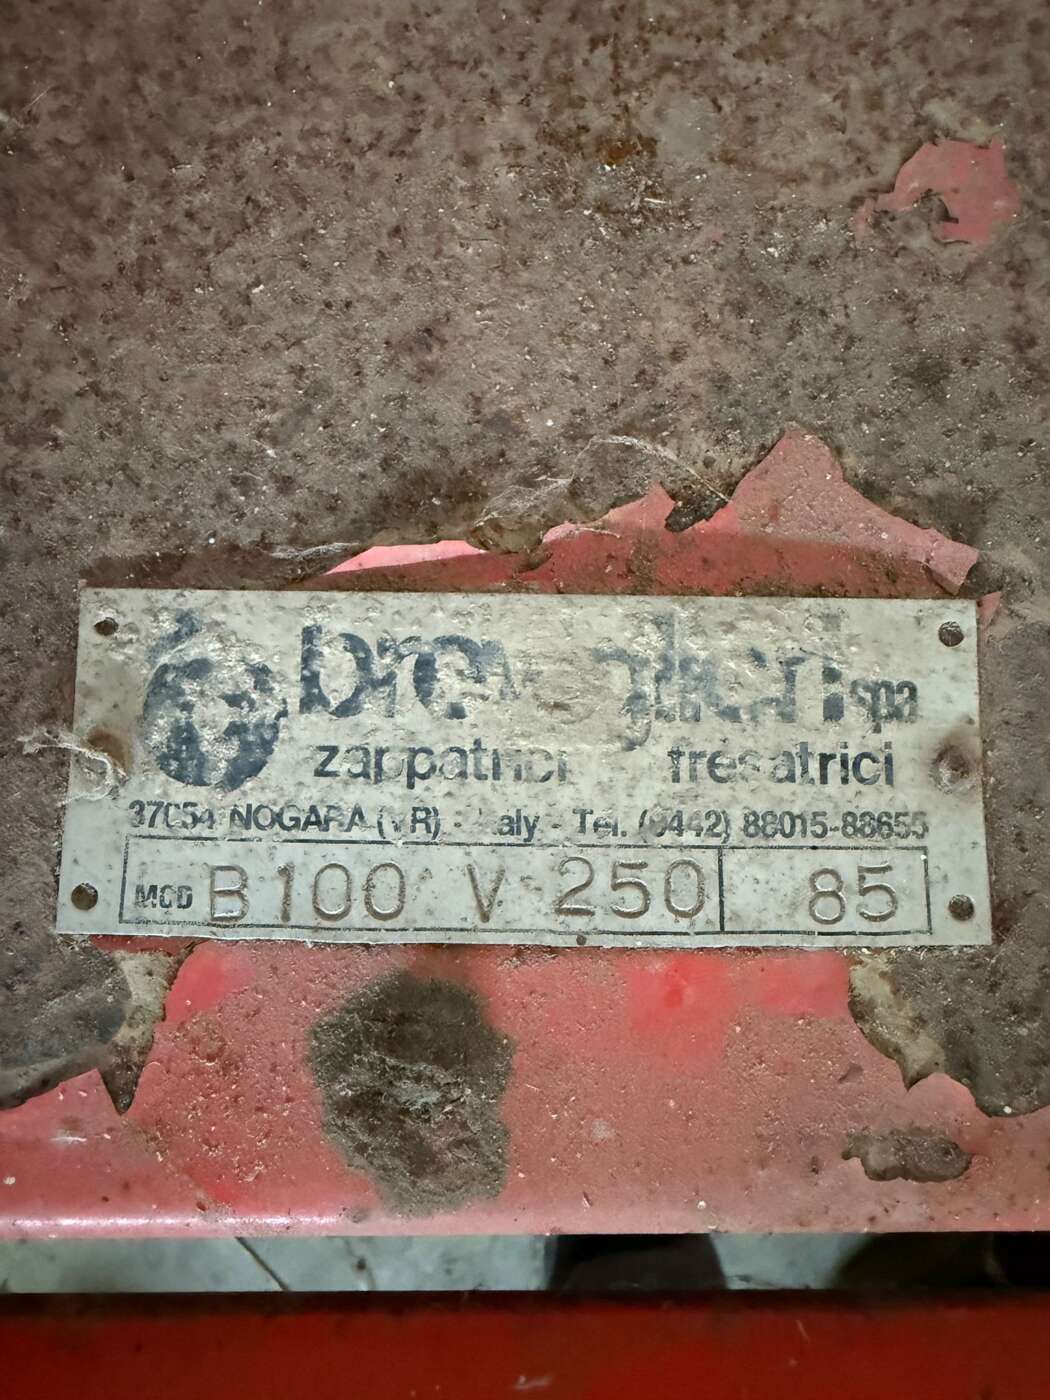 breviglieri spa
zappatrici fresatrici
37054 NOGARA (VR) - Italy - Tel. (0442) 88015-88655
MOD B100 V 250 85